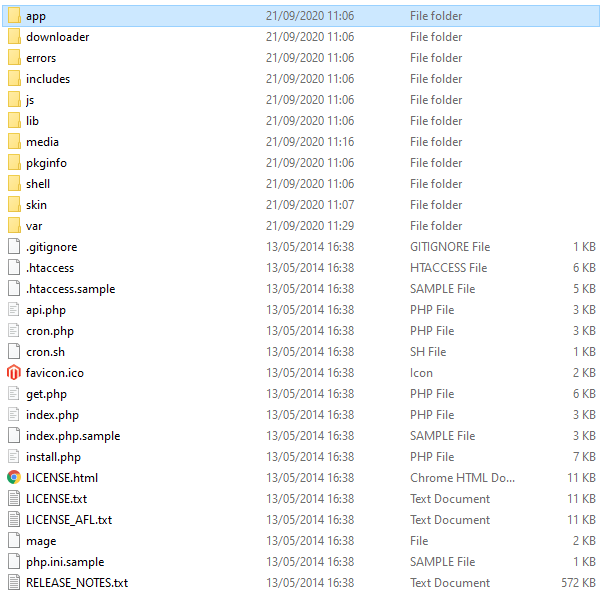 app 21/09/2020 11:06 File folder
downloader 21/09/2020 11:06 File folder
errors 21/09/2020 11:06 File folder
includes 21/09/2020 11:06 File folder
js 21/09/2020 11:06 File folder
lib 21/09/2020 11:06 File folder
media 21/09/2020 11:16 File folder
pkginfo 21/09/2020 11:06 File folder
shell 21/09/2020 11:06 File folder
skin 21/09/2020 11:07 File folder
var 21/09/2020 11:29 File folder
.gitignore 13/05/2014 16:38 GITIGNORE File 1 KB
.htaccess 13/05/2014 16:38 HTACCESS File 6 KB
.htaccess.sample 13/05/2014 16:38 SAMPLE File 5 KB
api.php 13/05/2014 16:38 PHP File 3 KB
cron.php 13/05/2014 16:38 PHP File 3 KB
cron.sh 13/05/2014 16:38 SH File 1 KB
favicon.ico 13/05/2014 16:38 Icon 2 KB
get.php 13/05/2014 16:38 PHP File 6 KB
index.php 13/05/2014 16:38 PHP File 3 KB
index.php.sample 13/05/2014 16:38 SAMPLE File 3 KB
install.php 13/05/2014 16:38 PHP File 7 KB
LICENSE.html 13/05/2014 16:38 Chrome HTML Do... 11 KB
LICENSE.txt 13/05/2014 16:38 Text Document 11 KB
LICENSE_AFL.txt 13/05/2014 16:38 Text Document 11 KB
mage 13/05/2014 16:38 File 2 KB
php.ini.sample 13/05/2014 16:38 SAMPLE File 1 KB
RELEASE_NOTES.txt 13/05/2014 16:38 Text Document 572 KB